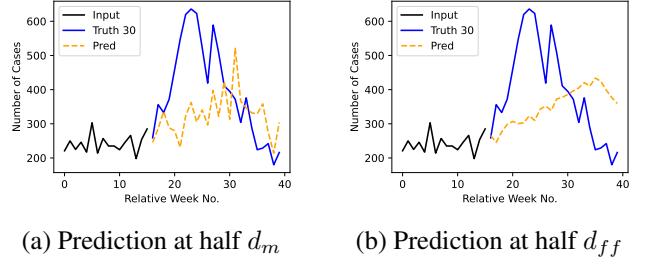 600
500
400
300
200
Number of Cases
Input
Truth 30
Pred
0
10
20
30
40
Relative Week No.
(a) Prediction at half d_m
600
500
400
300
200
Number of Cases
Input
Truth 30
Pred
0
10
20
30
40
Relative Week No.
(b) Prediction at half d_{ff}